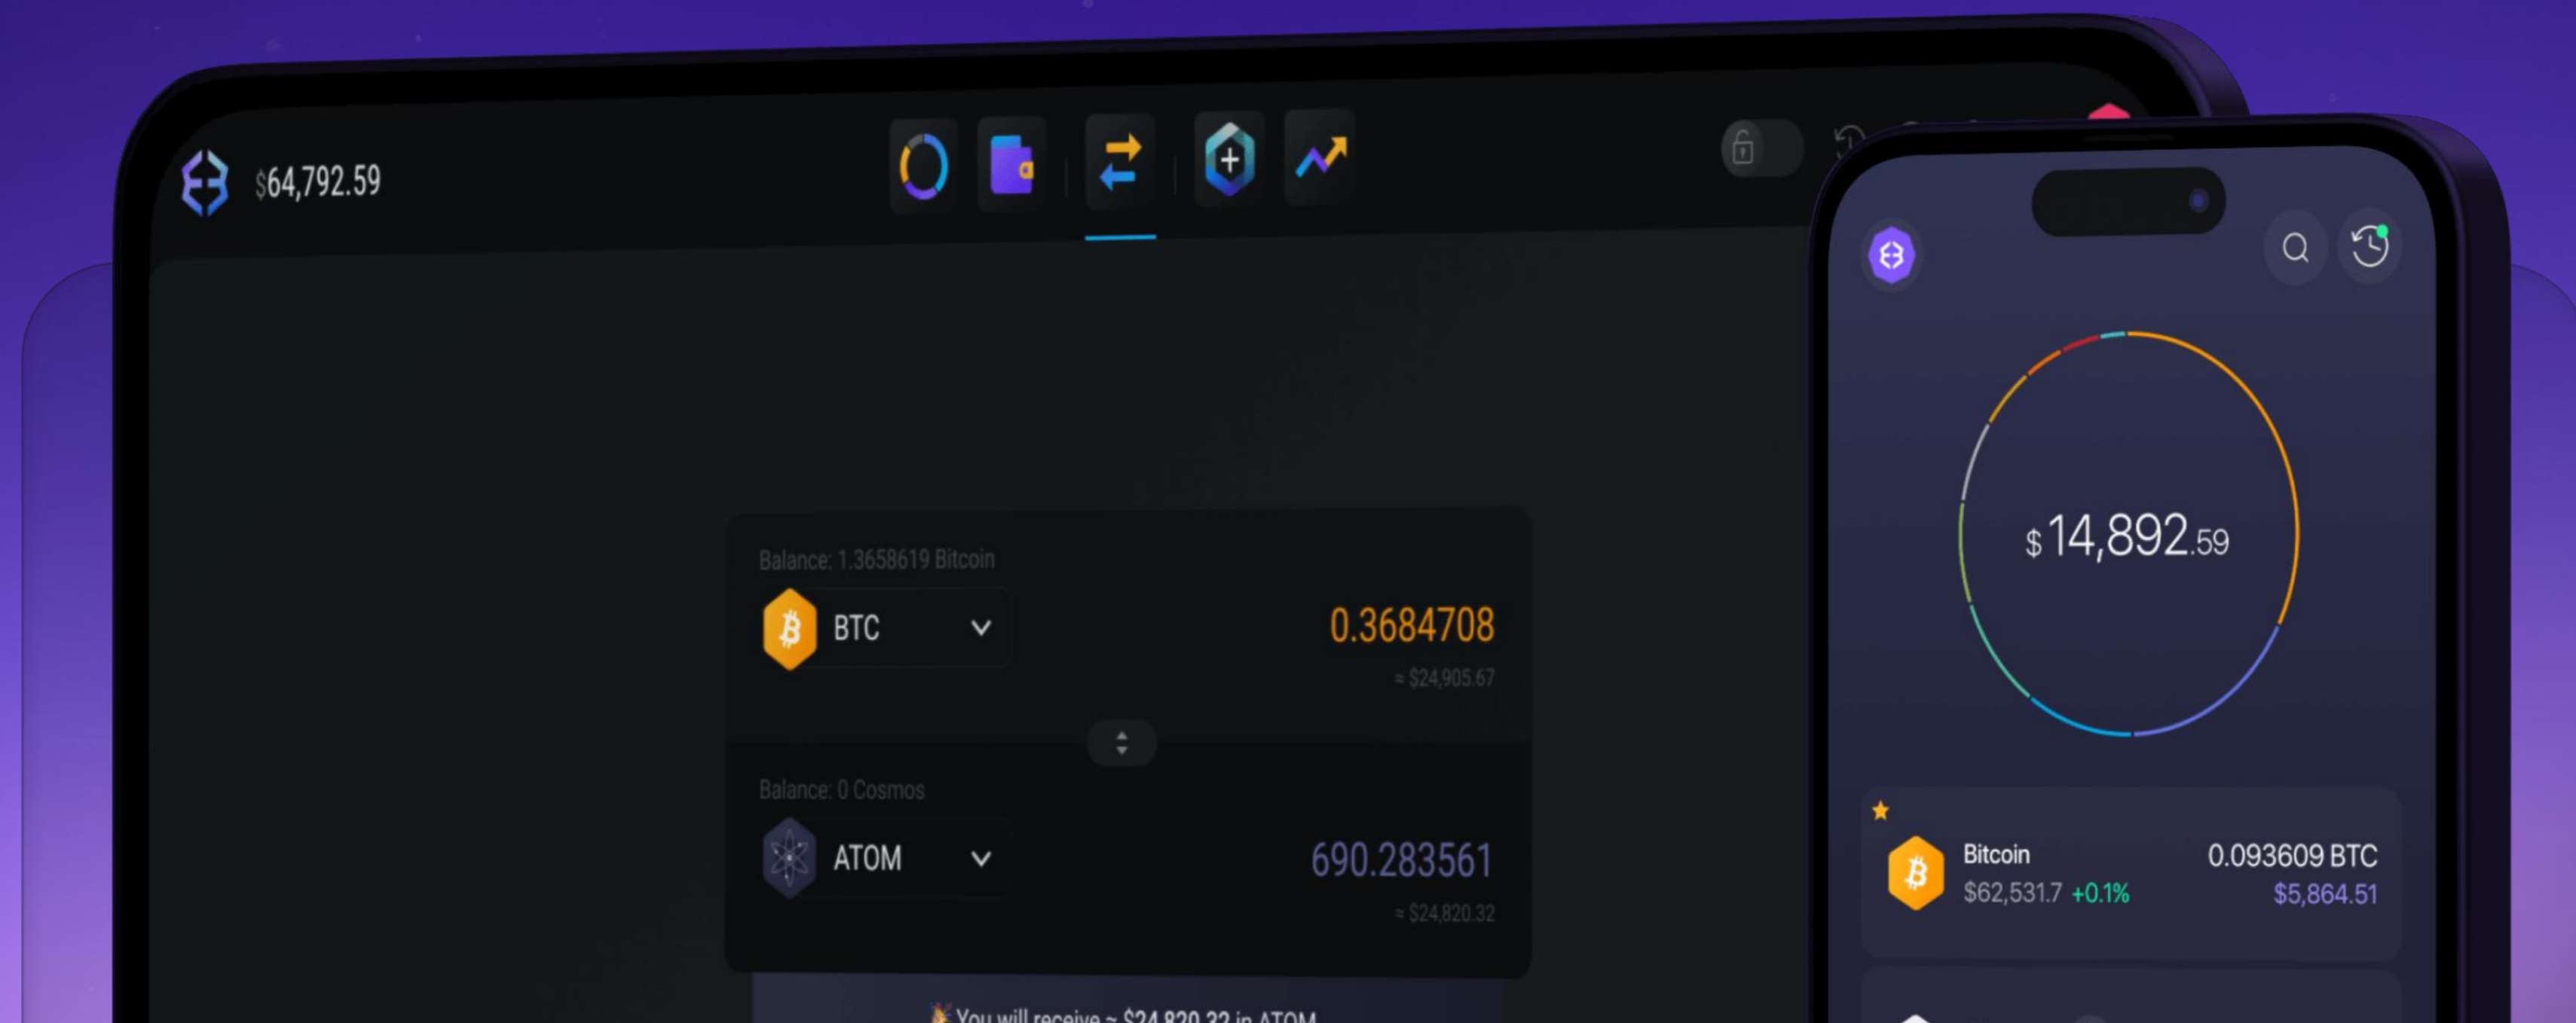 $64,792.59
Balance: 1.3658619 Bitcoin
BTC
0.3684708
≈ $24,905.67
Balance: 0 Cosmos
ATOM
690.283561
≈ $24,820.32
You will receive ≈ $24,820.32 in ATOM
$14,892.59
Bitcoin
0.093609 BTC
$62,531.7 +0.1%
$5,864.51